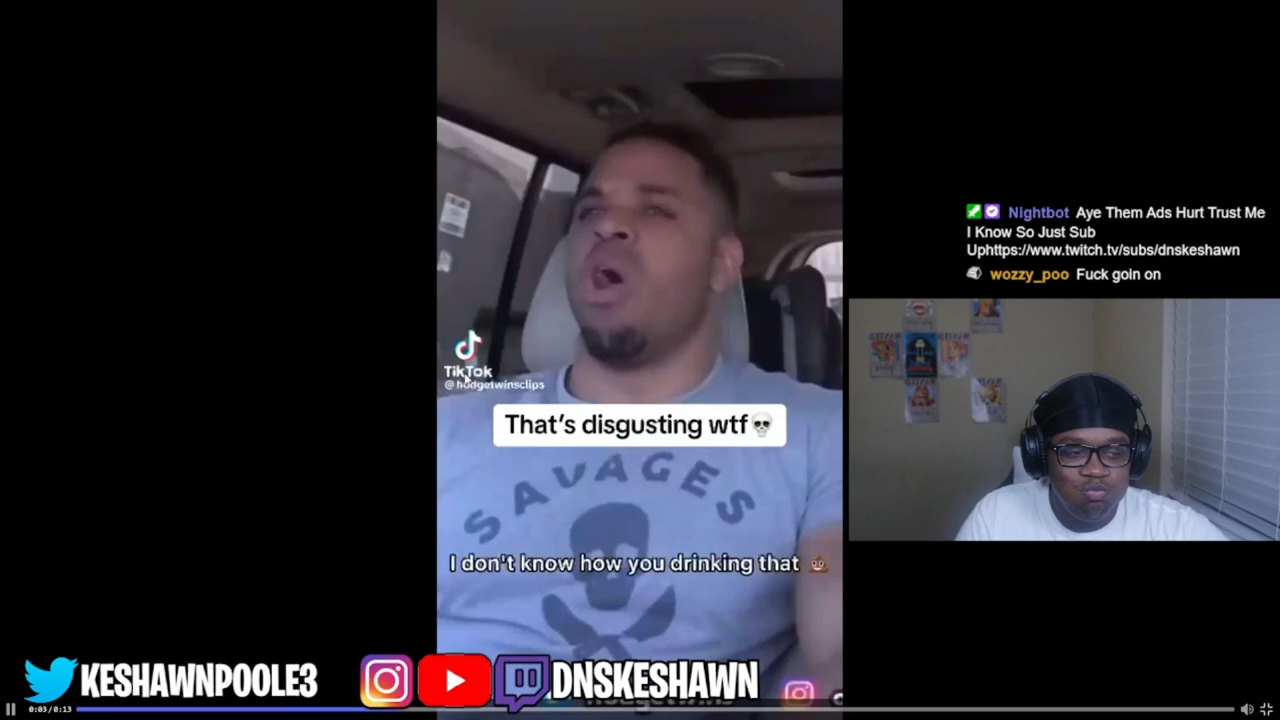 Nightbot Aye Them Ads Hurt Trust Me
I Know So Just Sub
Uphttps://www.twitch.tv/subs/dnskeshawn
wozzy_poo Fuck goin on
TikTok
@hodgetwinsclips
That's disgusting wtf💀
SAVAGES
I don't know how you drinking that 💩
KESHAWNPOOLE3
DNSKESHAWN
hodgetwins
0:03/0:13